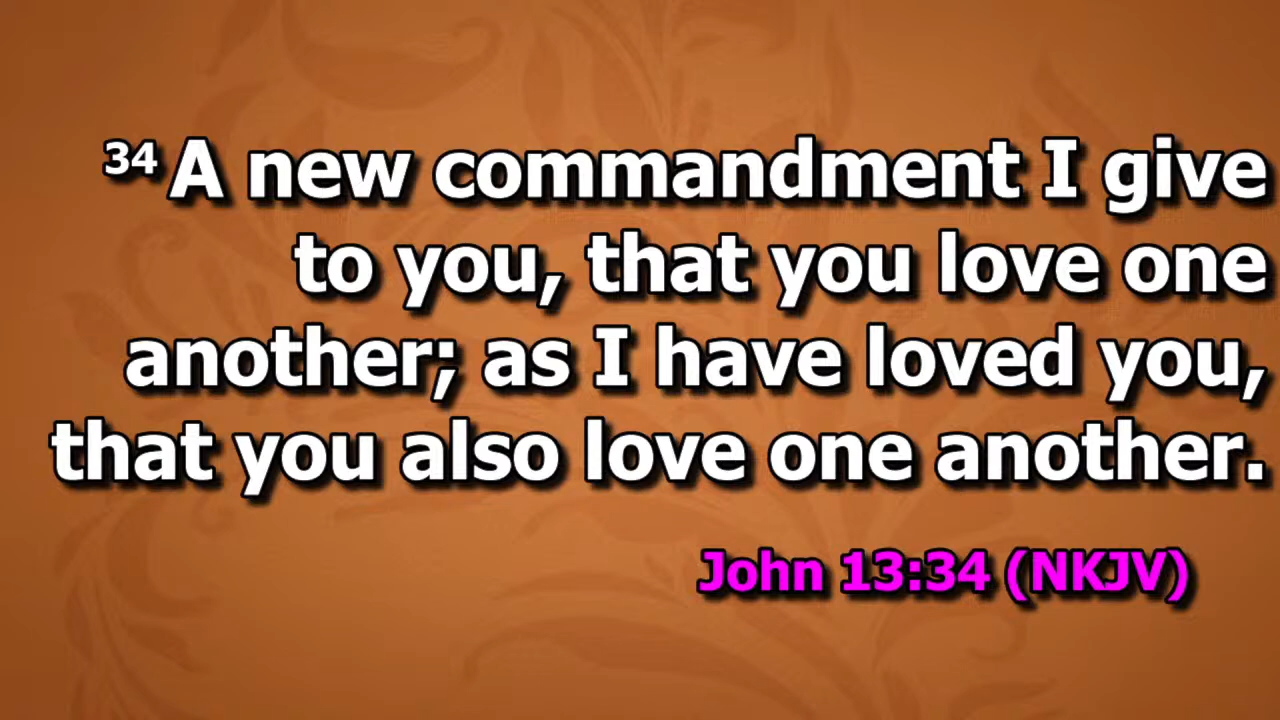 34 A new commandment I give
to you, that you love one
another; as I have loved you,
that you also love one another.
John 13:34 (NKJV)